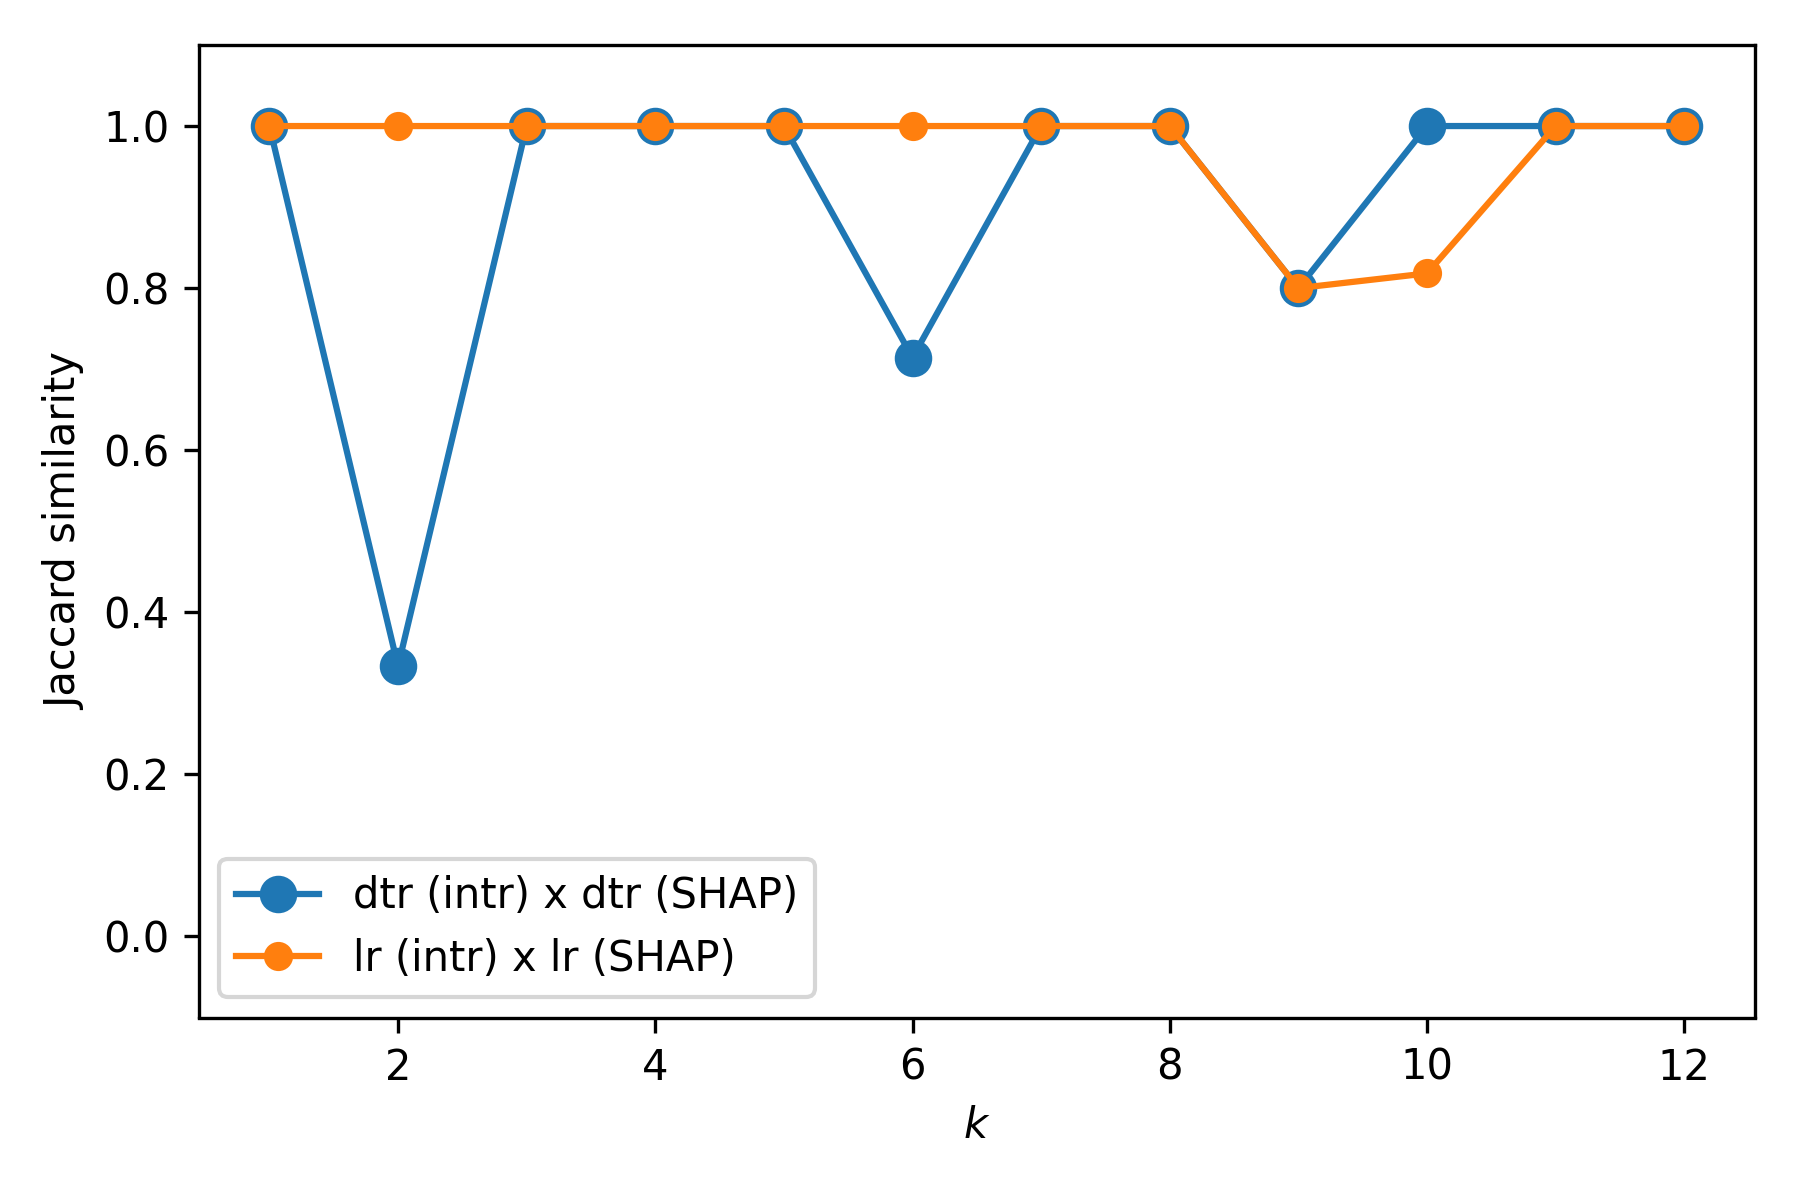 1.0
0.8
0.6
0.4
0.2
0.0
Jaccard similarity
dtr (intr) x dtr (SHAP)
lr (intr) x lr (SHAP)
2 4 6 8 10 12
k